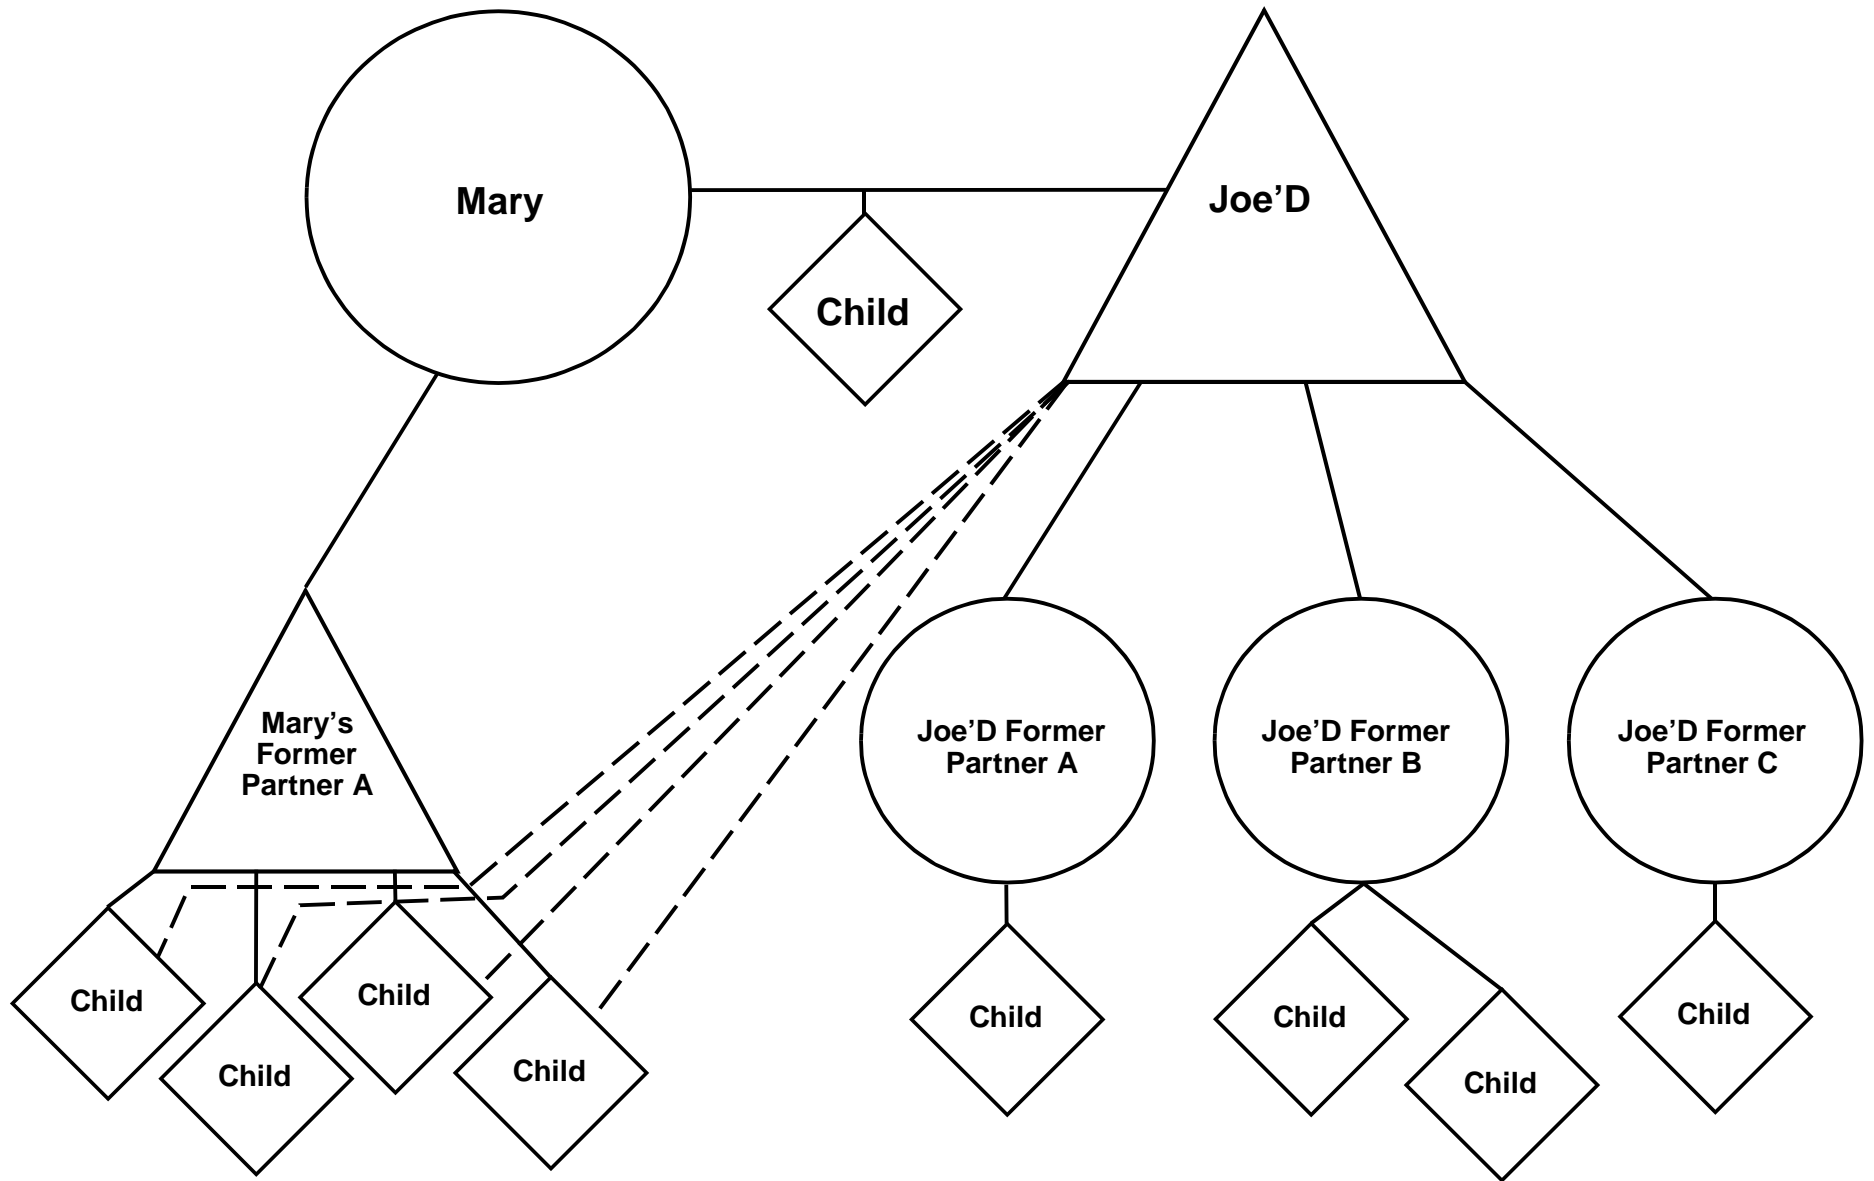 Mary
Joe’D
Child
Mary’s
Former
Partner A
Joe’D Former
Partner A
Joe’D Former
Partner B
Joe’D Former
Partner C
Child
Child
Child
Child
Child
Child
Child
Child